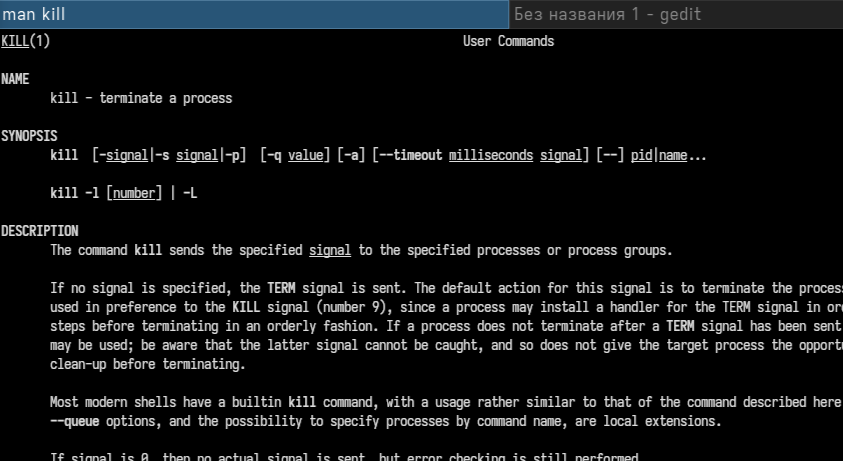 man kill
Без названия 1 - gedit
KILL(1) User Commands
NAME
kill - terminate a process
SYNOPSIS
kill [-signal|-s signal|-p] [-q value] [-a] [--timeout milliseconds signal] [--] pid|name...
kill -l [number] | -L
DESCRIPTION
The command kill sends the specified signal to the specified processes or process groups.
If no signal is specified, the TERM signal is sent. The default action for this signal is to terminate the process
used in preference to the KILL signal (number 9), since a process may install a handler for the TERM signal in
steps before terminating in an orderly fashion. If a process does not terminate after a TERM signal has been sent
may be used; be aware that the latter signal cannot be caught, and so does not give the target process the
clean-up before terminating.
Most modern shells have a builtin kill command, with a usage rather similar to that of the command described here
--queue options, and the possibility to specify processes by command name, are local extensions.
If signal is 0, then no actual signal is sent, but error checking is still performed